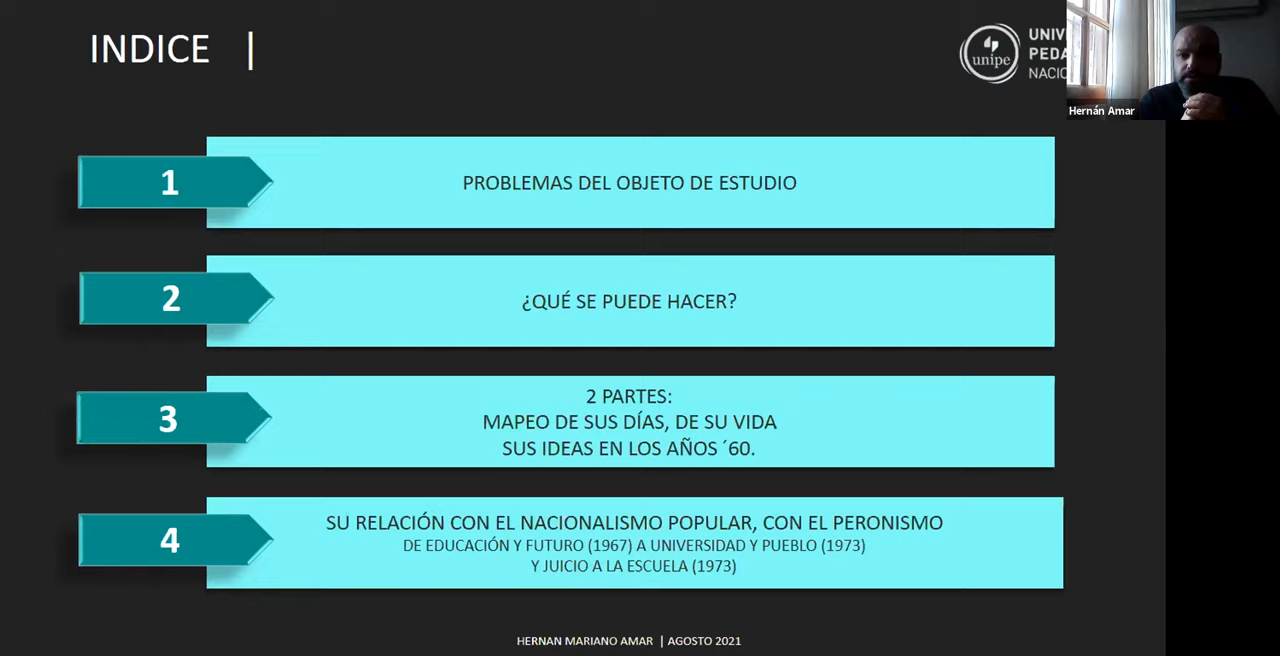 INDICE |
unipe
UNIV
PEDA
NACIO
Hernán Amar
1
PROBLEMAS DEL OBJETO DE ESTUDIO
2
¿QUÉ SE PUEDE HACER?
3
2 PARTES:
MAPEO DE SUS DÍAS, DE SU VIDA
SUS IDEAS EN LOS AÑOS ´60.
4
SU RELACIÓN CON EL NACIONALISMO POPULAR, CON EL PERONISMO
DE EDUCACIÓN Y FUTURO (1967) A UNIVERSIDAD Y PUEBLO (1973)
Y JUICIO A LA ESCUELA (1973)
HERNAN MARIANO AMAR | AGOSTO 2021